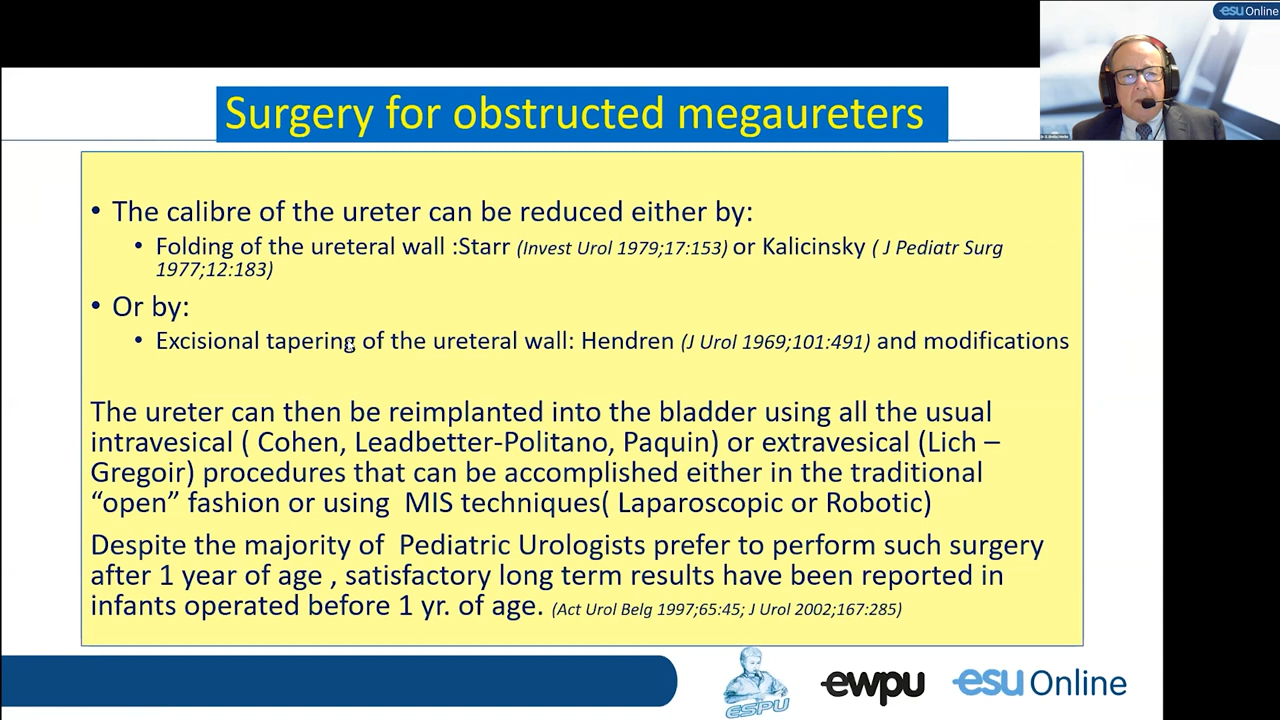 esu Online
Surgery for obstructed megaureters
• The calibre of the ureter can be reduced either by:
• Folding of the ureteral wall :Starr (Invest Urol 1979;17:153) or Kalicinsky ( J Pediatr Surg
1977;12:183)
• Or by:
• Excisional tapering of the ureteral wall: Hendren (J Urol 1969;101:491) and modifications
The ureter can then be reimplanted into the bladder using all the usual
intravesical ( Cohen, Leadbetter-Politano, Paquin) or extravesical (Lich –
Gregoir) procedures that can be accomplished either in the traditional
“open” fashion or using MIS techniques( Laparoscopic or Robotic)
Despite the majority of Pediatric Urologists prefer to perform such surgery
after 1 year of age , satisfactory long term results have been reported in
infants operated before 1 yr. of age. (Act Urol Belg 1997;65:45; J Urol 2002;167:285)
ESPU
ewpu
esu Online